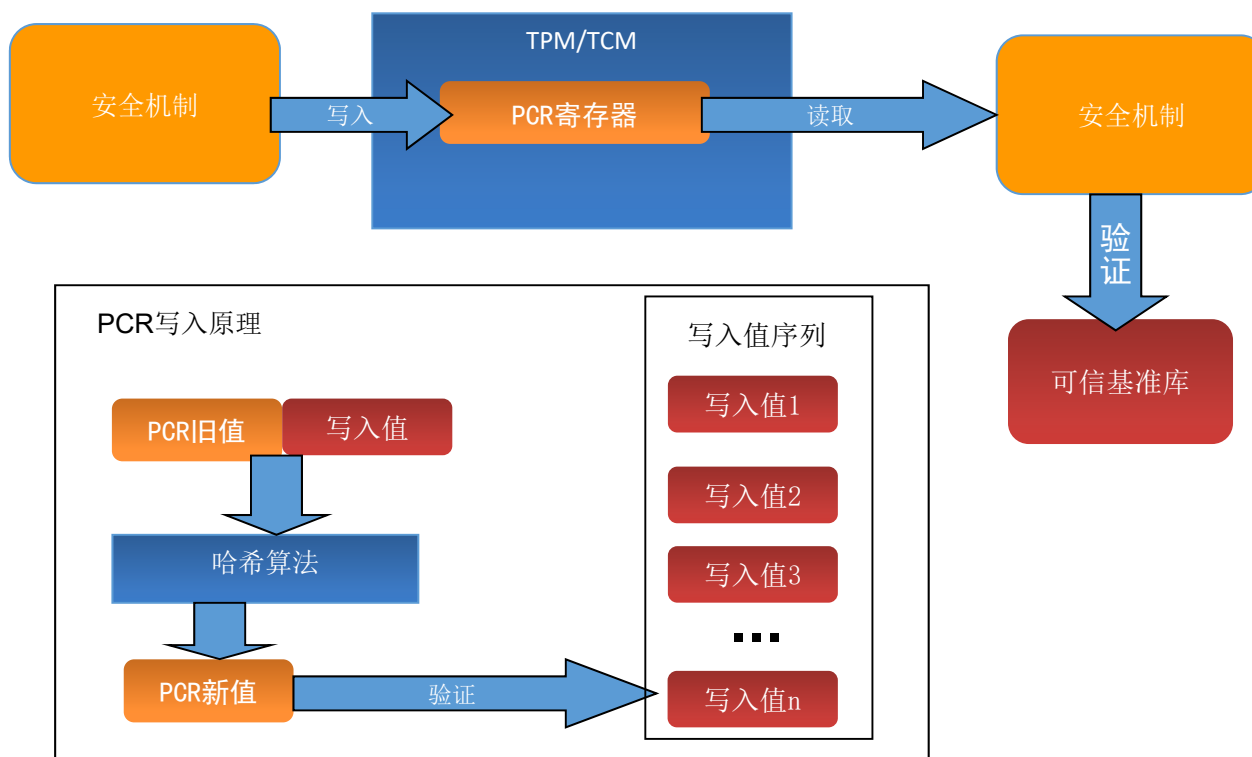 TPM/TCM
安全机制
写入
PCR寄存器
读取
安全机制
验证
可信基准库
PCR写入原理
PCR旧值
写入值
哈希算法
PCR新值
验证
写入值序列
写入值1
写入值2
写入值3
...
写入值n